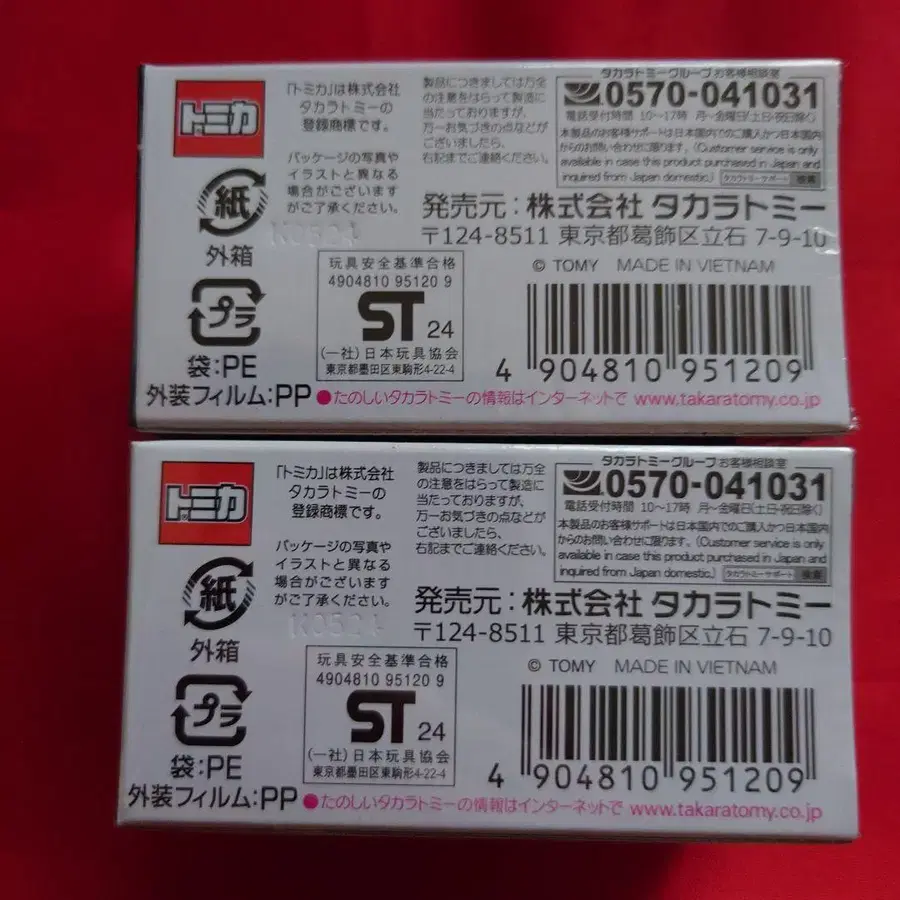 トミカ
「トミカ」は株式会社
タカラトミーの
登録商標です。
パッケージの写真や
イラストと異なる
場合がございます
がご了承ください。
製品につきましては万全
の注意をはらって製造に
当たっておりますが、
万一お気づきの点などが
ございましたら、
右記までご連絡ください。
タカラトミーグループ お客様相談室
0570-041031
電話受付時間 10〜17時 月〜金曜日(土・日・祝日除く)
本製品のお客様サポートは日本国内でのご購入かつ日本国内
からのお問い合わせに限ります。(Customer service is only
available in case this product purchased in Japan and
inquired from Japan domestic.) タカラトミーサポート 検索
発売元：株式会社 タカラトミー
〒124-8511 東京都葛飾区立石 7-9-10
紙
外箱
K0524
プラ
袋:PE
外装フィルム:PP
玩具安全基準合格
4904810 95120 9
ST 24
(一社)日本玩具協会
東京都墨田区東駒形4-22-4
© TOMY MADE IN VIETNAM
4 904810 951209
●たのしいタカラトミーの情報はインターネットで www.takaratomy.co.jp
トミカ
「トミカ」は株式会社
タカラトミーの
登録商標です。
パッケージの写真や
イラストと異なる
場合がございます
がご了承ください。
製品につきましては万全
の注意をはらって製造に
当たっておりますが、
万一お気づきの点などが
ございましたら、
右記までご連絡ください。
タカラトミーグループ お客様相談室
0570-041031
電話受付時間 10〜17時 月〜金曜日(土・日・祝日除く)
本製品のお客様サポートは日本国内でのご購入かつ日本国内
からのお問い合わせに限ります。(Customer service is only
available in case this product purchased in Japan and
inquired from Japan domestic.) タカラトミーサポート 検索
発売元：株式会社 タカラトミー
〒124-8511 東京都葛飾区立石 7-9-10
紙
外箱
K0524
プラ
袋:PE
外装フィルム:PP
玩具安全基準合格
4904810 95120 9
ST 24
(一社)日本玩具協会
東京都墨田区東駒形4-22-4
© TOMY MADE IN VIETNAM
4 904810 951209
●たのしいタカラトミーの情報はインターネットで www.takaratomy.co.jp